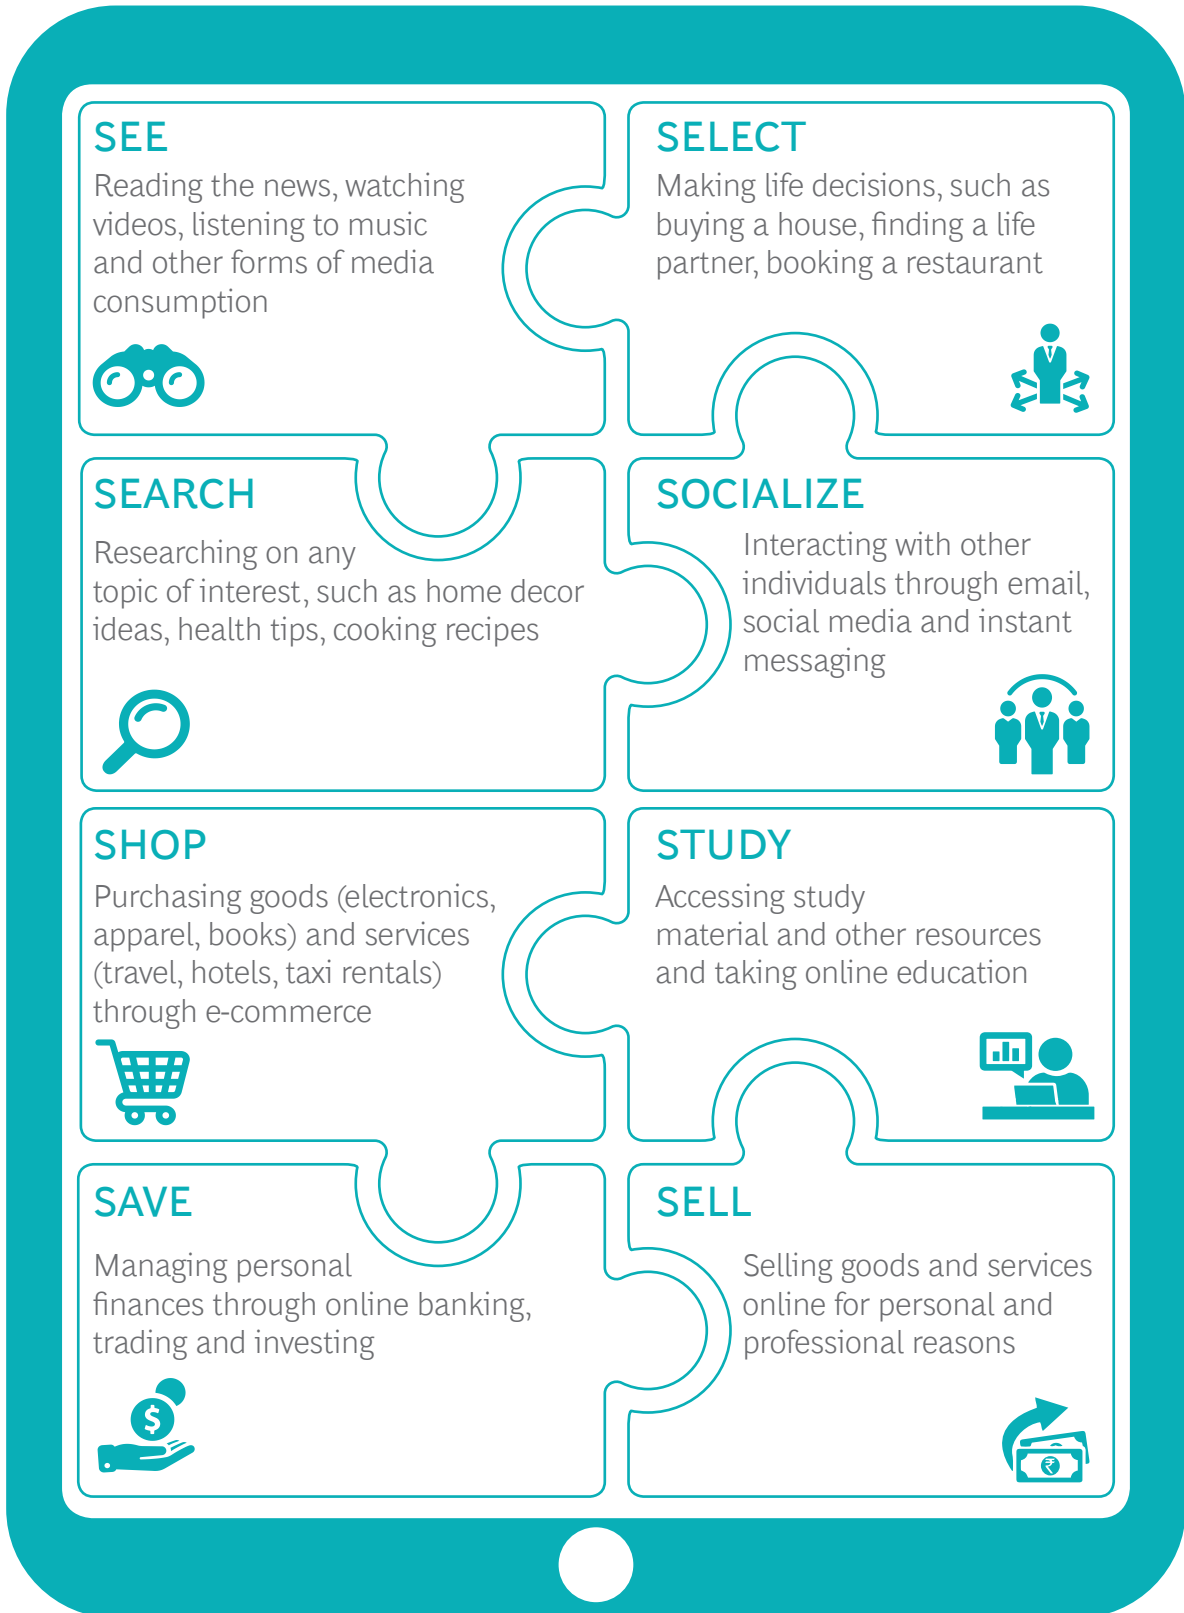 SEE
Reading the news, watching
videos, listening to music
and other forms of media
consumption
SELECT
Making life decisions, such as
buying a house, finding a life
partner, booking a restaurant
SEARCH
Researching on any
topic of interest, such as home decor
ideas, health tips, cooking recipes
SOCIALIZE
Interacting with other
individuals through email,
social media and instant
messaging
SHOP
Purchasing goods (electronics,
apparel, books) and services
(travel, hotels, taxi rentals)
through e-commerce
STUDY
Accessing study
material and other resources
and taking online education
SAVE
Managing personal
finances through online banking,
trading and investing
$
SELL
Selling goods and services
online for personal and
professional reasons
₹